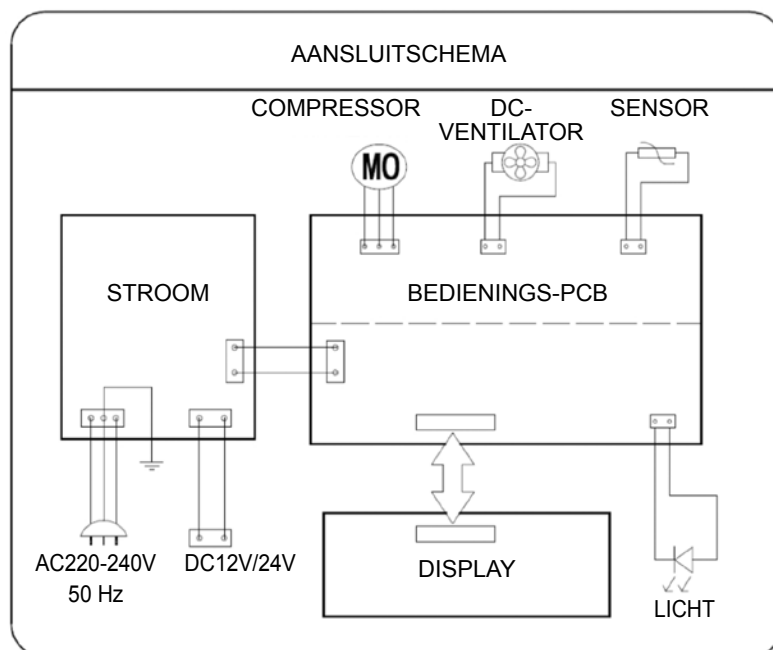 AANSLUITSCHEMA
COMPRESSOR
DC-
VENTILATOR
SENSOR
MO
STROOM
BEDIENINGS-PCB
AC220-240V
50 Hz
DC12V/24V
DISPLAY
LICHT